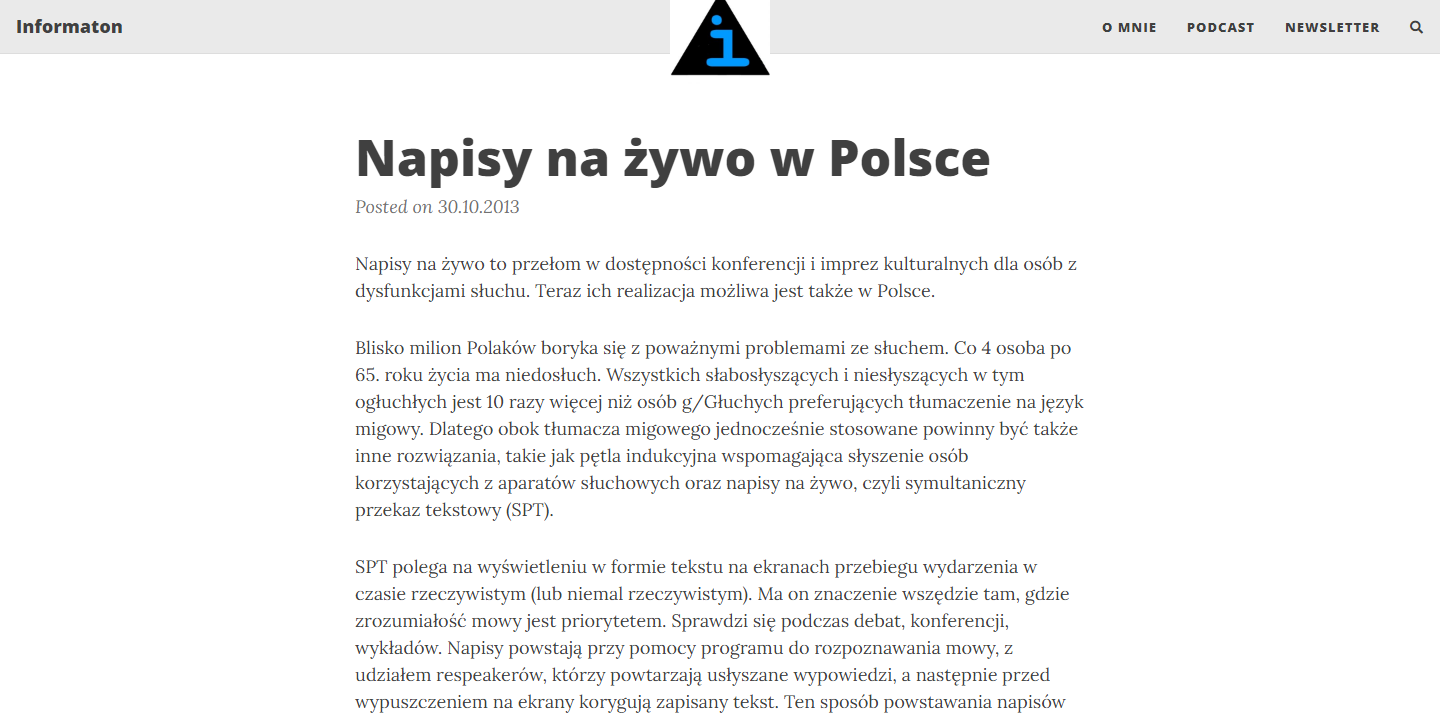 Informaton
i
O MNIE PODCAST NEWSLETTER
Napisy na żywo w Polsce
Posted on 30.10.2013
Napisy na żywo to przełom w dostępności konferencji i imprez kulturalnych dla osób z
dysfunkcjami słuchu. Teraz ich realizacja możliwa jest także w Polsce.
Blisko milion Polaków boryka się z poważnymi problemami ze słuchem. Co 4 osoba po
65. roku życia ma niedosłuch. Wszystkich słabosłyszących i niesłyszących w tym
ogłuchłych jest 10 razy więcej niż osób g/Głuchych preferujących tłumaczenie na język
migowy. Dlatego obok tłumacza migowego jednocześnie stosowane powinny być także
inne rozwiązania, takie jak pętla indukcyjna wspomagająca słyszenie osób
korzystających z aparatów słuchowych oraz napisy na żywo, czyli symultaniczny
przekaz tekstowy (SPT).
SPT polega na wyświetleniu w formie tekstu na ekranach przebiegu wydarzenia w
czasie rzeczywistym (lub niemal rzeczywistym). Ma on znaczenie wszędzie tam, gdzie
zrozumiałość mowy jest priorytetem. Sprawdzi się podczas debat, konferencji,
wykładów. Napisy powstają przy pomocy programu do rozpoznawania mowy, z
udziałem respeakerów, którzy powtarzają usłyszane wypowiedzi, a następnie przed
wypuszczeniem na ekrany korygują zapisany tekst. Ten sposób powstawania napisów